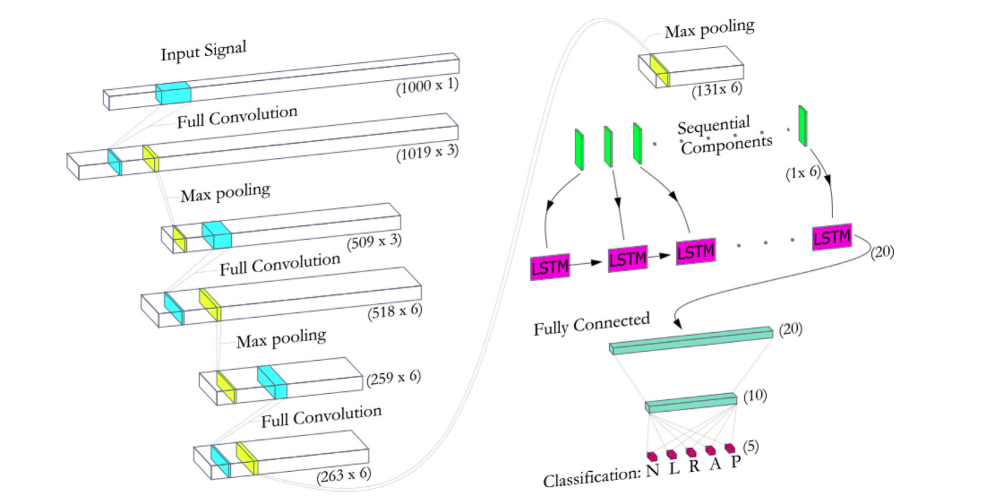 Input Signal
(1000 x 1)
Full Convolution
(1019 x 3)
Max pooling
(509 x 3)
Full Convolution
(518 x 6)
Max pooling
(259 x 6)
Full Convolution
(263 x 6)
Max pooling
(131x 6)
Sequential
Components
(1x 6)
LSTM
LSTM
LSTM
LSTM
(20)
Fully Connected
(20)
(10)
(5)
Classification: N L R A P